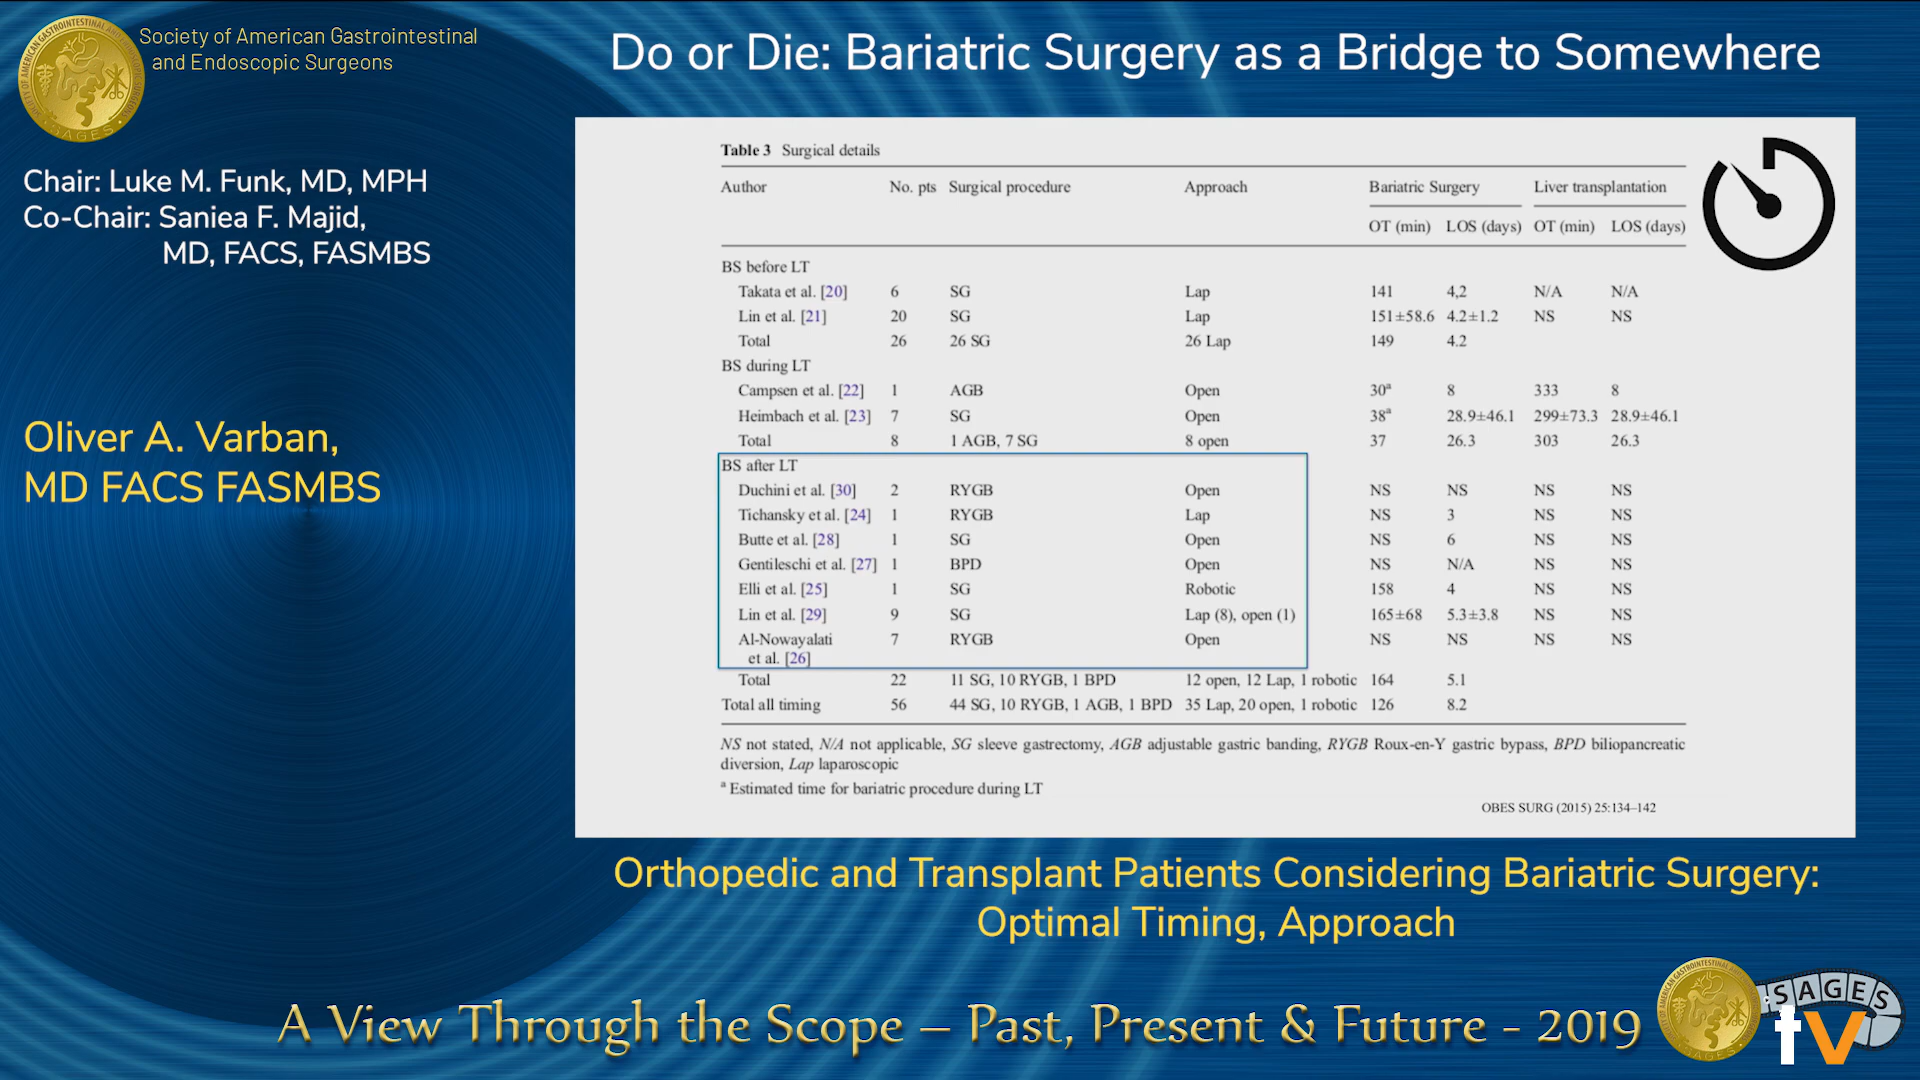 Society of American Gastrointestinal
and Endoscopic Surgeons
Do or Die: Bariatric Surgery as a Bridge to Somewhere
Chair: Luke M. Funk, MD, MPH
Co-Chair: Saniea F. Majid,
MD, FACS, FASMBS
Oliver A. Varban,
MD FACS FASMBS
Table 3 Surgical details
Author No. pts Surgical procedure Approach Bariatric Surgery Liver transplantation
OT (min) LOS (days) OT (min) LOS (days)
BS before LT
Takata et al. [20] 6 SG Lap 141 4,2 N/A N/A
Lin et al. [21] 20 SG Lap 151±58.6 4.2±1.2 NS NS
Total 26 26 SG 26 Lap 149 4.2
BS during LT
Campsen et al. [22] 1 AGB Open 30a 8 333 8
Heimbach et al. [23] 7 SG Open 38a 28.9±46.1 299±73.3 28.9±46.1
Total 8 1 AGB, 7 SG 8 open 37 26.3 303 26.3
BS after LT
Duchini et al. [30] 2 RYGB Open NS NS NS NS
Tichansky et al. [24] 1 RYGB Lap NS 3 NS NS
Butte et al. [28] 1 SG Open NS 6 NS NS
Gentileschi et al. [27] 1 BPD Open NS N/A NS NS
Elli et al. [25] 1 SG Robotic 158 4 NS NS
Lin et al. [29] 9 SG Lap (8), open (1) 165±68 5.3±3.8 NS NS
Al-Nowayalati 7 RYGB Open NS NS NS NS
et al. [26]
Total 22 11 SG, 10 RYGB, 1 BPD 12 open, 12 Lap, 1 robotic 164 5.1
Total all timing 56 44 SG, 10 RYGB, 1 AGB, 1 BPD 35 Lap, 20 open, 1 robotic 126 8.2
NS not stated, N/A not applicable, SG sleeve gastrectomy, AGB adjustable gastric banding, RYGB Roux-en-Y gastric bypass, BPD biliopancreatic
diversion, Lap laparoscopic
a Estimated time for bariatric procedure during LT
OBES SURG (2015) 25:134–142
Orthopedic and Transplant Patients Considering Bariatric Surgery:
Optimal Timing, Approach
A View Through the Scope – Past, Present & Future - 2019
SAGES
tv